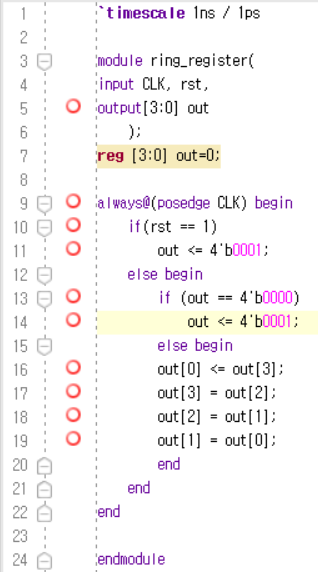 1 `timescale 1ns / 1ps
2
3 module ring_register(
4 input CLK, rst,
5 output[3:0] out
6 );
7 reg [3:0] out=0;
8
9 always@(posedge CLK) begin
10 if(rst == 1)
11 out <= 4'b0001;
12 else begin
13 if (out == 4'b0000)
14 out <= 4'b0001;
15 else begin
16 out[0] <= out[3];
17 out[3] = out[2];
18 out[2] = out[1];
19 out[1] = out[0];
20 end
21 end
22 end
23
24 endmodule